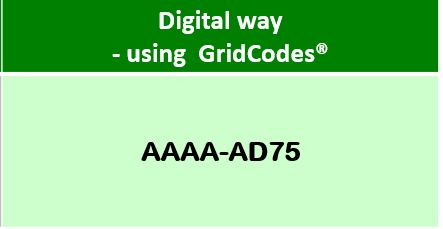 Digital way
- using  GridCodes®
AAAA-AD75